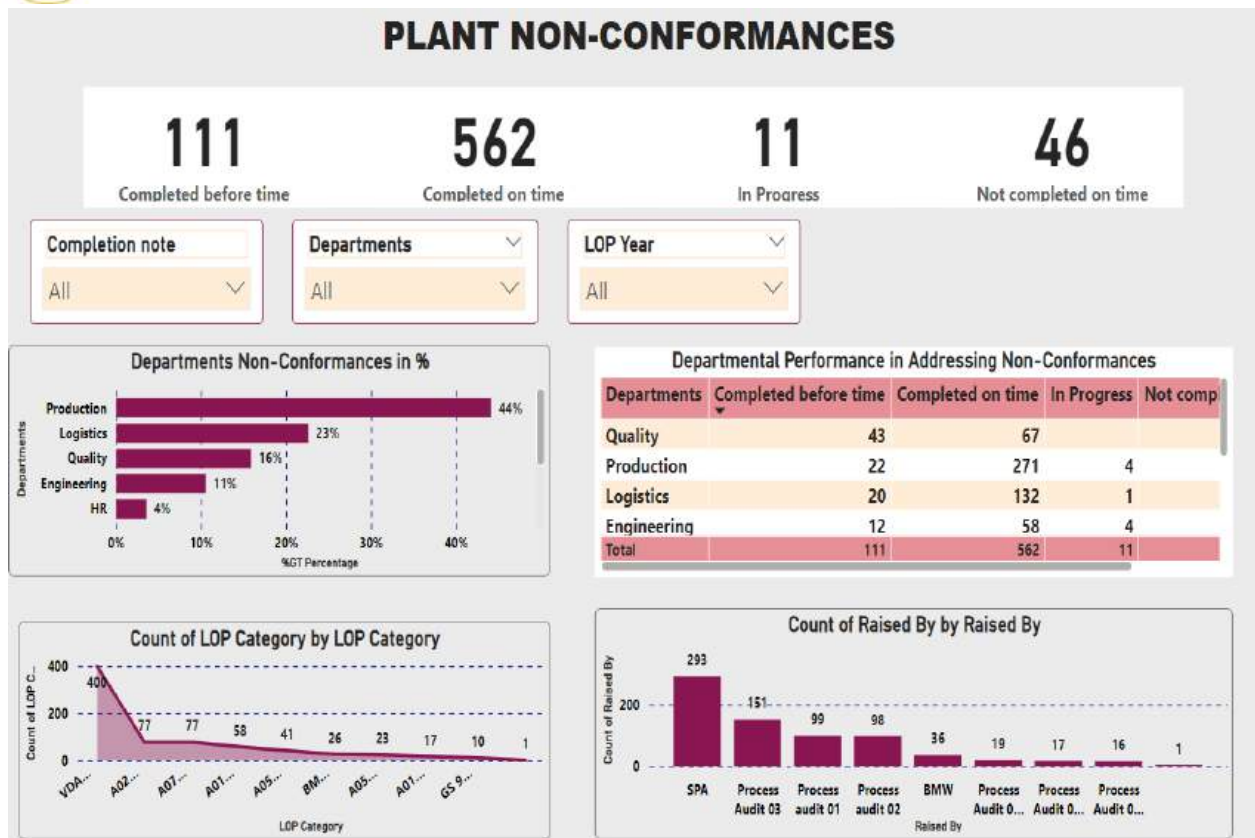 PLANT NON-CONFORMANCES
111 562 11 46
Completed before time Completed on time In Progress Not completed on time
Completion note Departments LOP Year
All All All
Departments Non-Conformances in %
Departments
Production 44%
Logistics 23%
Quality 16%
Engineering 11%
HR 4%
0% 10% 20% 30% 40%
%GT Percentage
Departmental Performance in Addressing Non-Conformances
Departments Completed before time Completed on time In Progress Not compl
Quality 43 67
Production 22 271 4
Logistics 20 132 1
Engineering 12 58 4
Total 111 562 11
Count of LOP Category by LOP Category
Count of LOP C...
400
200
0
400 77 77 58 41 26 23 17 10 1
VDA... A02... A07... A01... A05... BM... A05... A01... GS 9...
LOP Category
Count of Raised By by Raised By
Count of Raised By
200
0
293 151 99 98 36 19 17 16 1
SPA Process Process Process BMW Process Process Process
Audit 03 audit 01 audit 02 Audit 0... Audit 0... Audit 0...
Raised By